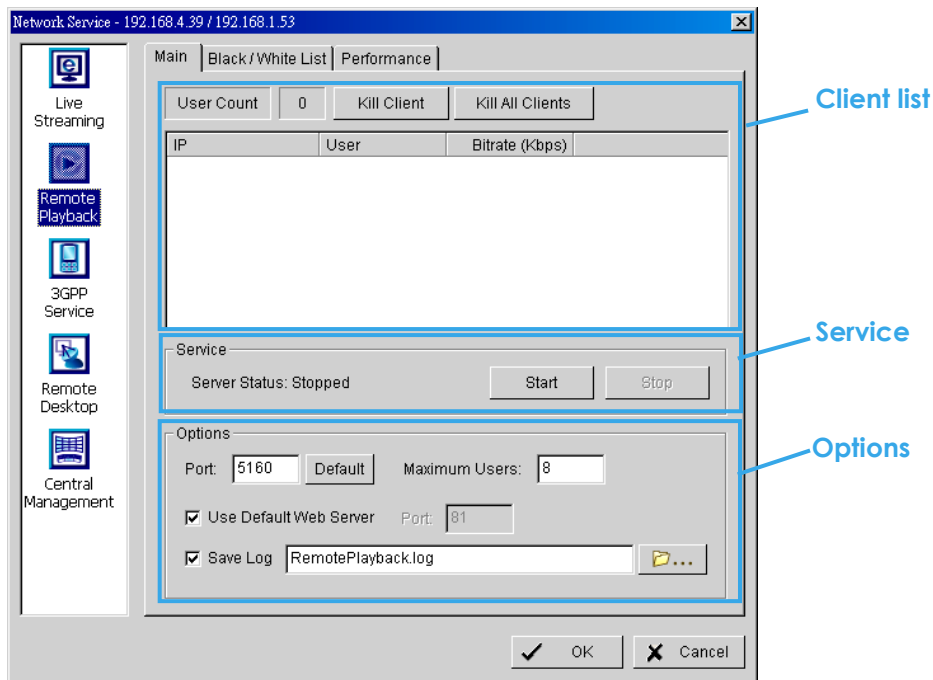 Network Service - 192.168.4.39 / 192.168.1.53
Live
Streaming
Remote
Playback
3GPP
Service
Remote
Desktop
Central
Management
Main
Black / White List
Performance
User Count 0 Kill Client Kill All Clients
IP User Bitrate (Kbps)
Service
Server Status: Stopped Start Stop
Options
Port: 5160 Default Maximum Users: 8
Use Default Web Server Port: 81
Save Log RemotePlayback.log ...
OK Cancel
Client list
Service
Options